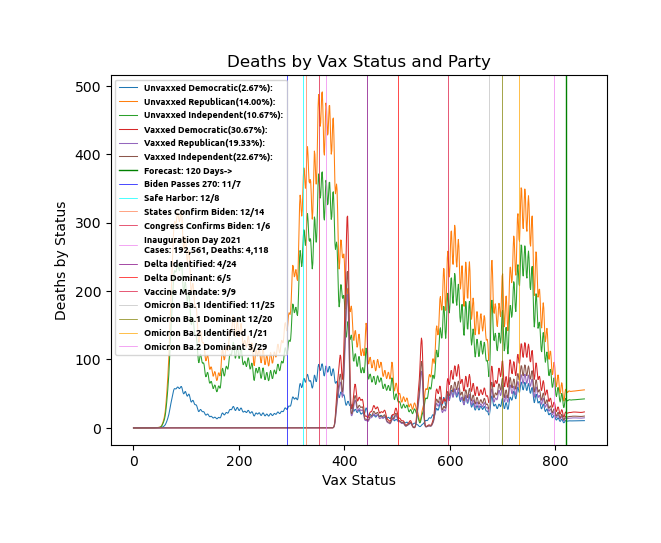 Deaths by Vax Status and Party
500
400
300
200
100
0
Deaths by Status
Unvaxxed Democratic(2.67%):
Unvaxxed Republican(14.00%):
Unvaxxed Independent(10.67%):
Vaxxed Democratic(30.67%):
Vaxxed Republican(19.33%):
Vaxxed Independent(22.67%):
Forecast: 120 Days->
Biden Passes 270: 11/7
Safe Harbor: 12/8
States Confirm Biden: 12/14
Congress Confirms Biden: 1/6
Inauguration Day 2021
Cases: 192,561, Deaths: 4,118
Delta Identified: 4/24
Delta Dominant: 6/5
Vaccine Mandate: 9/9
Omicron Ba.1 Identified: 11/25
Omicron Ba.1 Dominant 12/20
Omicron Ba.2 Identified 1/21
Omicron Ba.2 Dominant 3/29
0 200 400 600 800
Vax Status